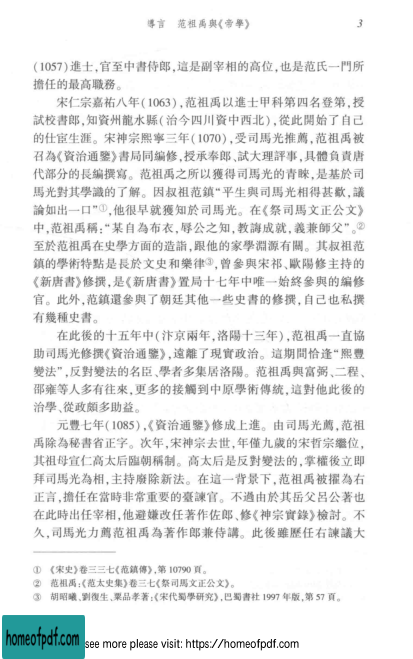 導言　范祖禹與《帝學》　3
(1057)進士,官至中書侍郎,這是副宰相的高位,也是范氏一門所
擔任的最高職務。
宋仁宗嘉祐八年(1063),范祖禹以進士甲科第四名登第,授
試校書郎,知資州龍水縣(治今四川資中西北),從此開始了自己
的仕宦生涯。宋神宗熙寧三年(1070),受司馬光推薦,范祖禹被
召為《資治通鑒》書局同編修,授承奉郎、試大理評事,具體負責唐
代部分的長編撰寫。范祖禹之所以獲得司馬光的青睞,是基於司
馬光對其學識的了解。因叔祖范鎮“平生與司馬光相得甚歡,議
論如出一口”①,他很早就獲知於司馬光。在《祭司馬文正公文》
中,范祖禹稱:“某自為布衣,辱公之知,教誨成就,義兼師父”。②
至於范祖禹在史學方面的造詣,跟他的家學淵源有關。其叔祖范
鎮的學術特點是長於文史和樂律③,曾參與宋祁、歐陽修主持的
《新唐書》修撰,是《新唐書》置局十七年中唯一始終參與的編修
官。此外,范鎮還參與了朝廷其他一些史書的修撰,自己也私撰
有幾種史書。
在此後的十五年中(汴京兩年,洛陽十三年),范祖禹一直協
助司馬光修撰《資治通鑒》,遠離了現實政治。這期間恰逢“熙豐
變法”,反對變法的名臣、學者多集居洛陽。范祖禹與富弼、二程、
邵雍等人多有往來,更多的接觸到中原學術傳統,這對他此後的
治學、從政頗多助益。
元豐七年(1085),《資治通鑒》修成上進。由司馬光薦,范祖
禹除為秘書省正字。次年,宋神宗去世,年僅九歲的宋哲宗繼位,
其祖母宣仁高太后臨朝稱制。高太后是反對變法的,掌權後立即
拜司馬光為相,主持廢除新法。在這一背景下,范祖禹被擢為右
正言,擔任在當時非常重要的臺諫官。不過由於其岳父呂公著也
在此時出任宰相,他避嫌改任著作佐郎、修《神宗實錄》檢討。不
久,司馬光力薦范祖禹為著作郎兼侍講。此後雖歷任右諫議大
① 《宋史》卷三三七《范鎮傳》,第10790頁。
② 范祖禹:《范太史集》卷三七《祭司馬文正公文》。
③ 胡昭曦、劉復生、粟品孝著:《宋代蜀學研究》,巴蜀書社1997年版,第57頁。
homeofpdf.com
see more please visit: https://homeofpdf.com